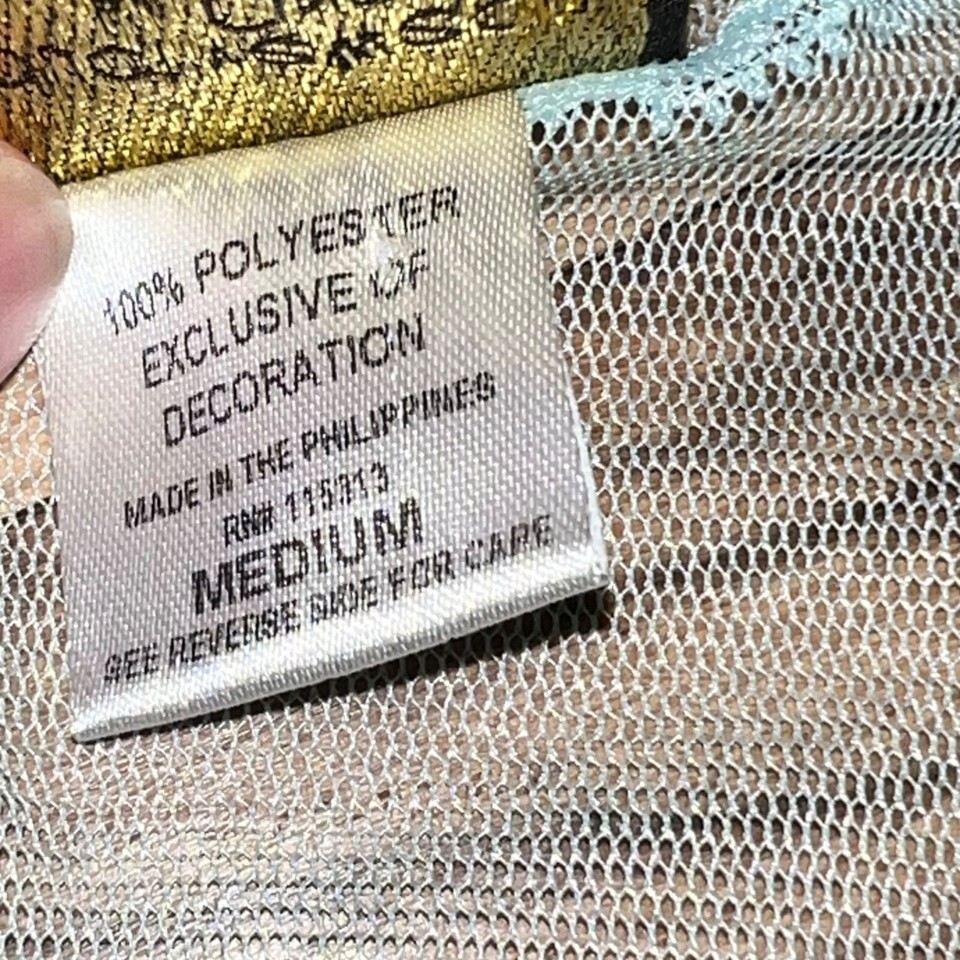 100% POLYESTER
EXCLUSIVE OF
DECORATION
MADE IN THE PHILIPPINES
RN# 115313
MEDIUM
SEE REVERSE SIDE FOR CARE